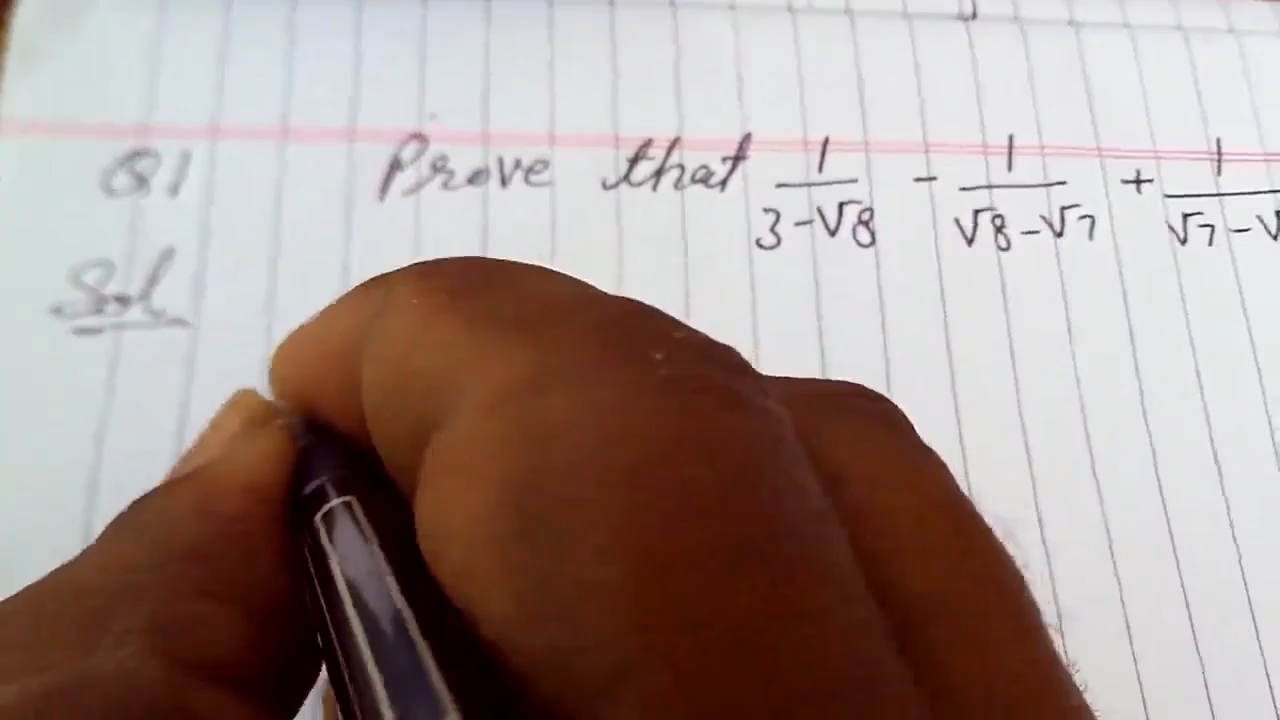 Q1 Prove that 1/(3-√8) - 1/(√8-√7) + 1/(√7-√
Sol